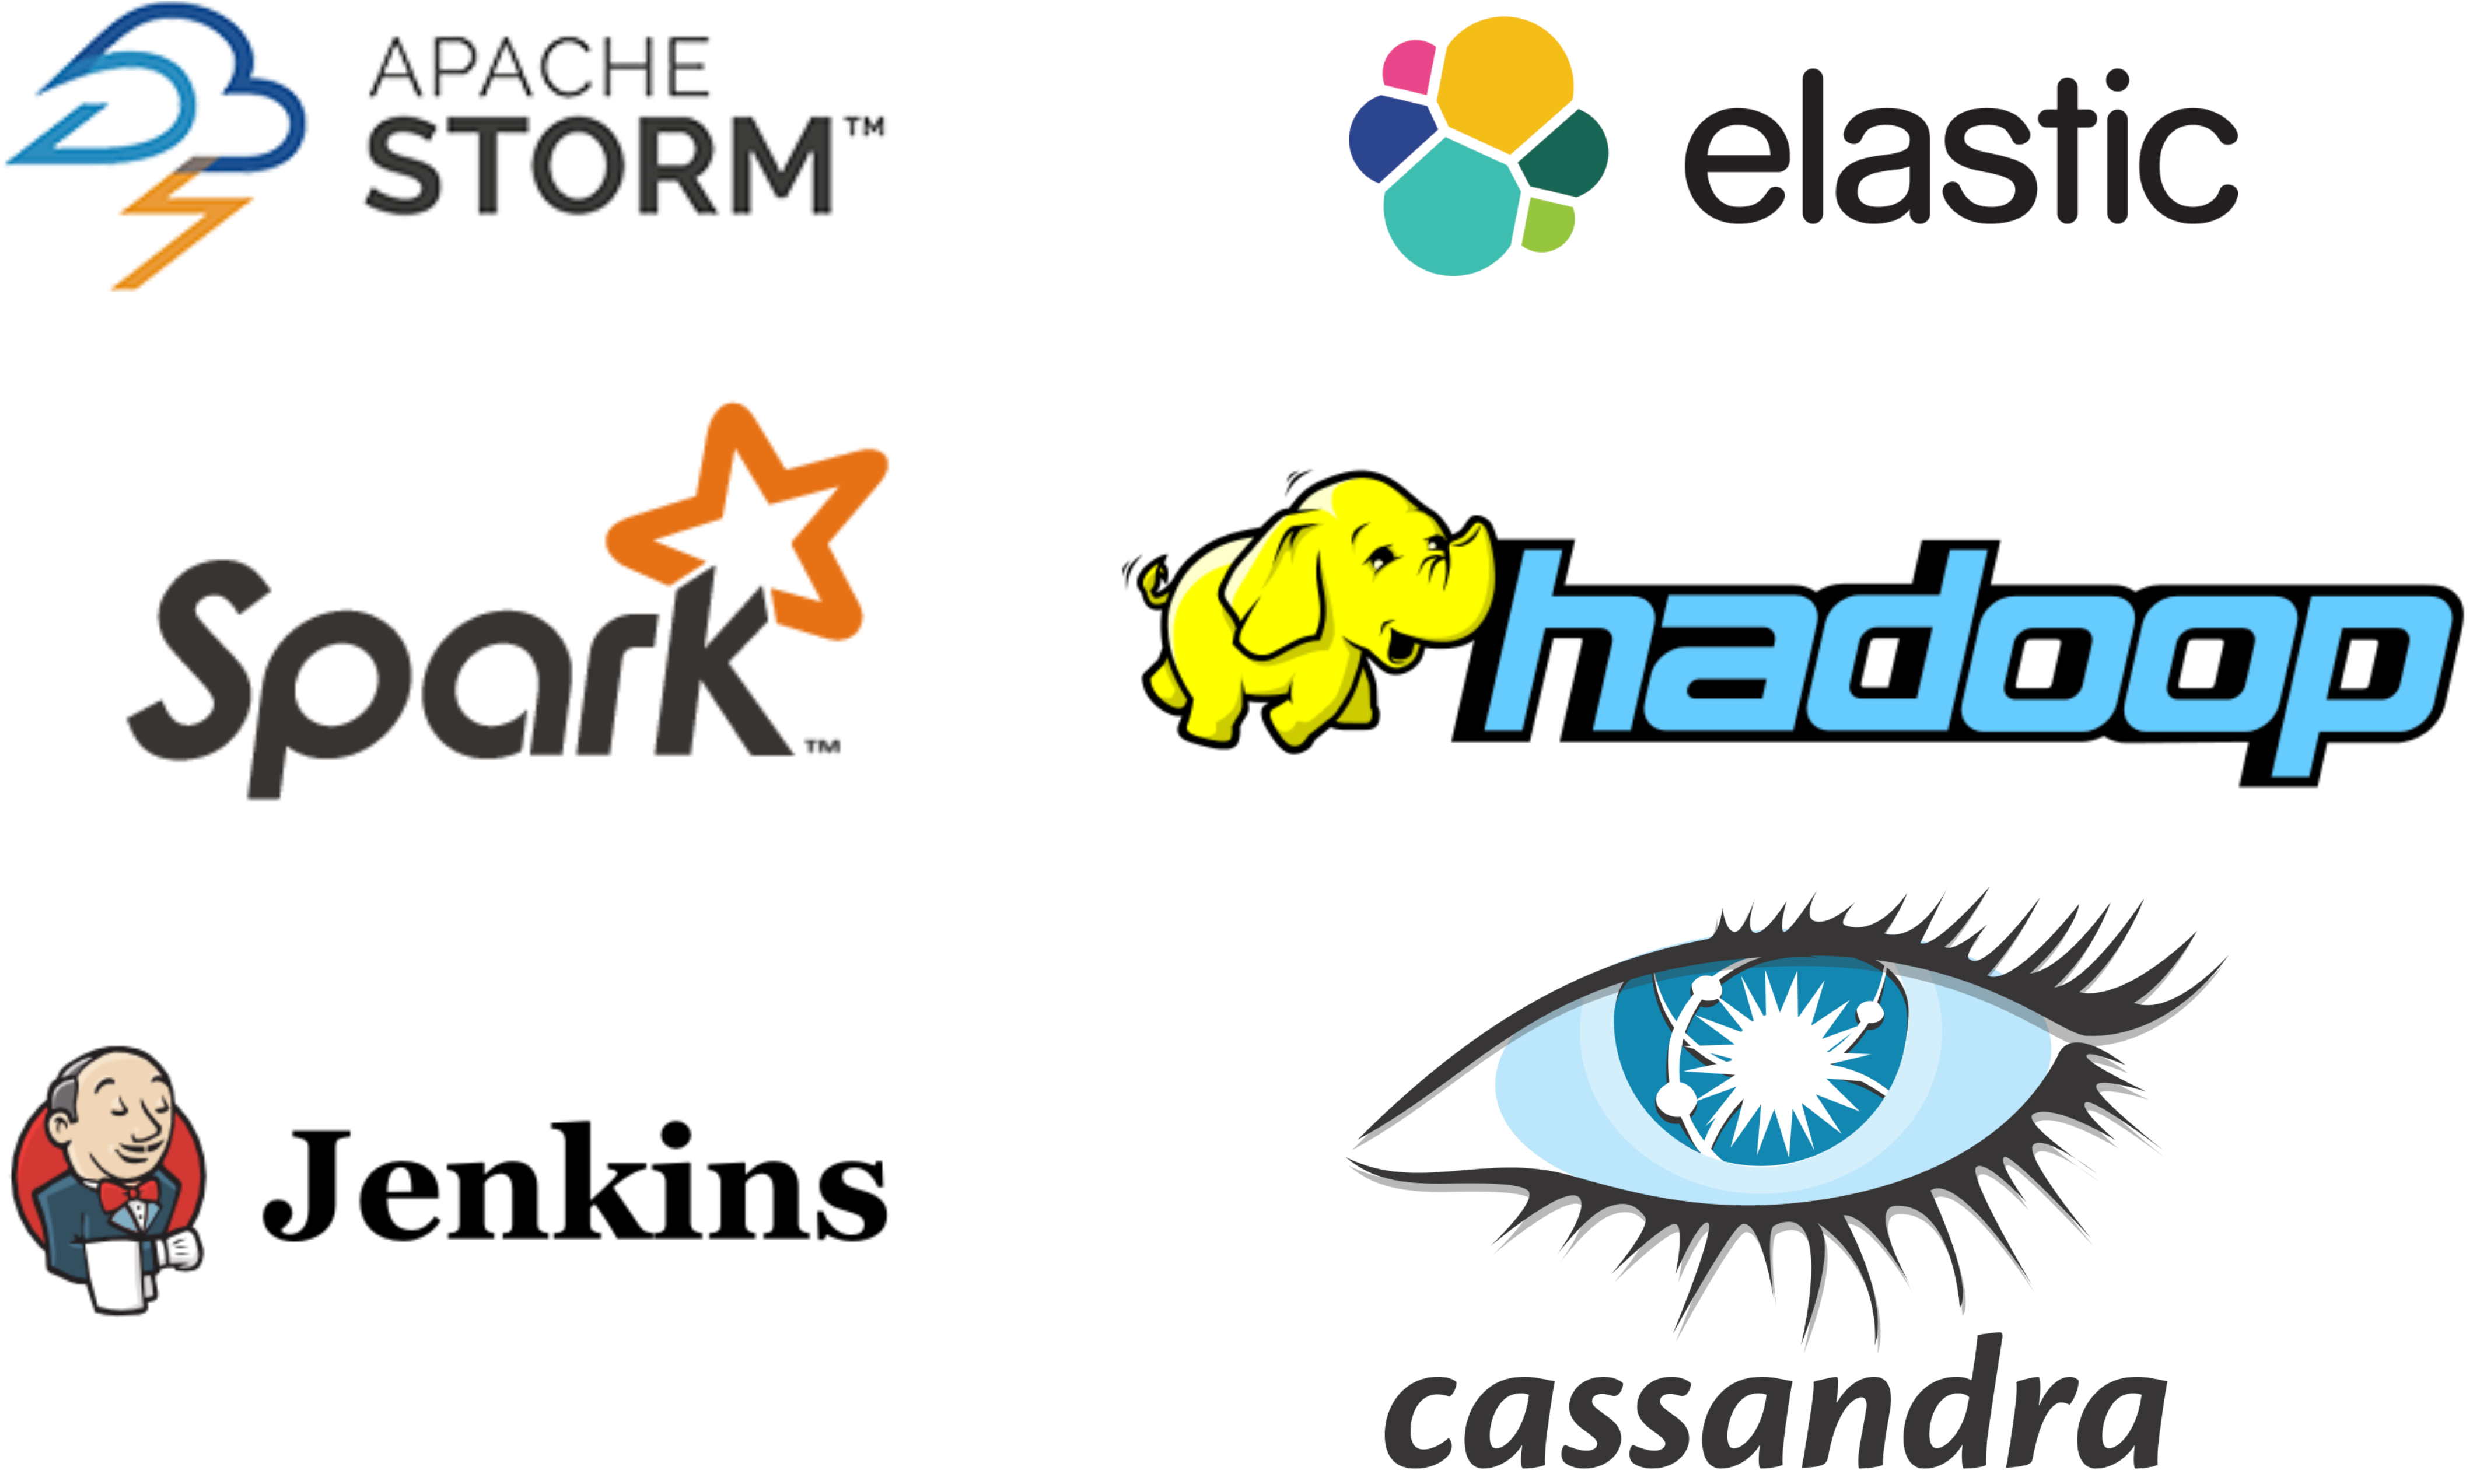 APACHE
STORM™
elastic
Spark™
hadoop
Jenkins
cassandra